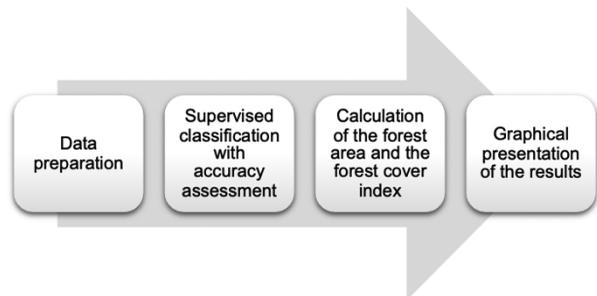 Data
preparation
Supervised
classification
with
accuracy
assessment
Calculation
of the forest
area and the
forest cover
index
Graphical
presentation
of the results